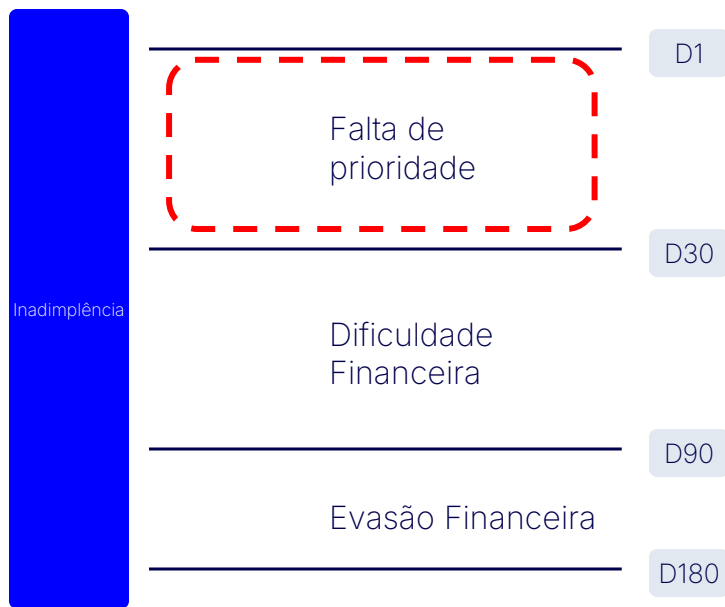 D1
Falta de
prioridade
D30
Inadimplência
Dificuldade
Financeira
D90
Evasão Financeira
D180